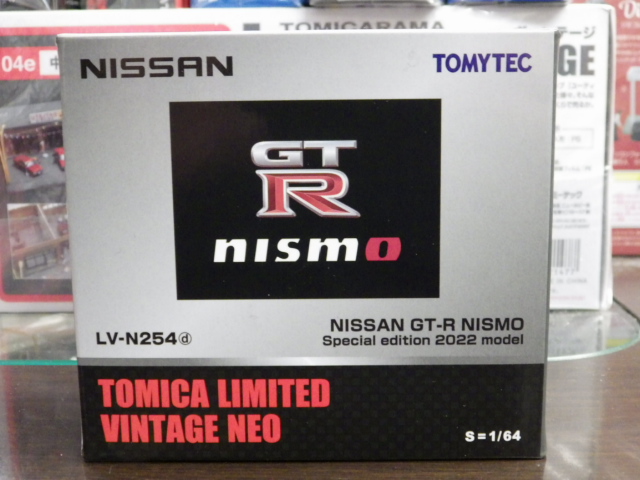 TOMICARAMA
04e
NISSAN
TOMYTEC
GT
R
nismo
LV-N254ⓓ
NISSAN GT-R NISMO
Special edition 2022 model
TOMICA LIMITED
VINTAGE NEO
S=1/64